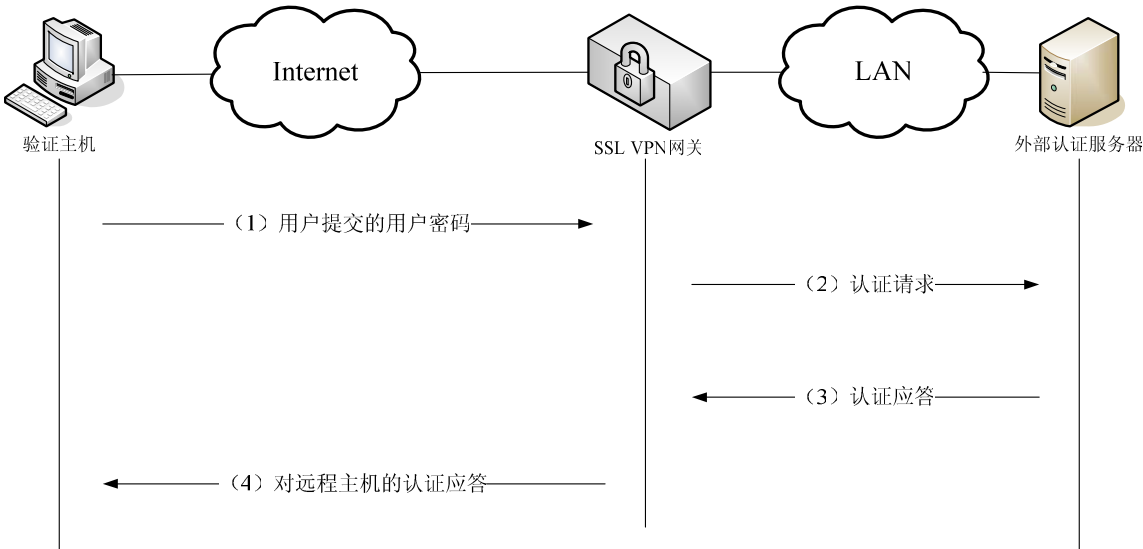 Internet
LAN
验证主机
SSL VPN网关
外部认证服务器
（1）用户提交的用户密码
（2）认证请求
（3）认证应答
（4）对远程主机的认证应答